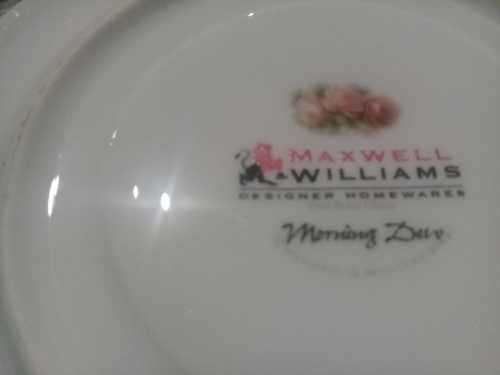 MAXWELL
& WILLIAMS
DESIGNER HOMEWARES
Morning Dew